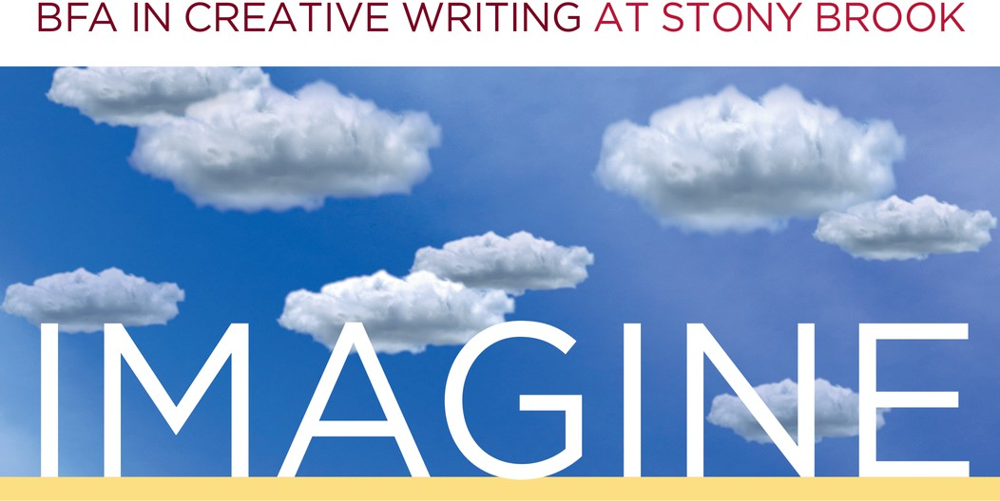 BFA IN CREATIVE WRITING AT STONY BROOK
IMAGINE